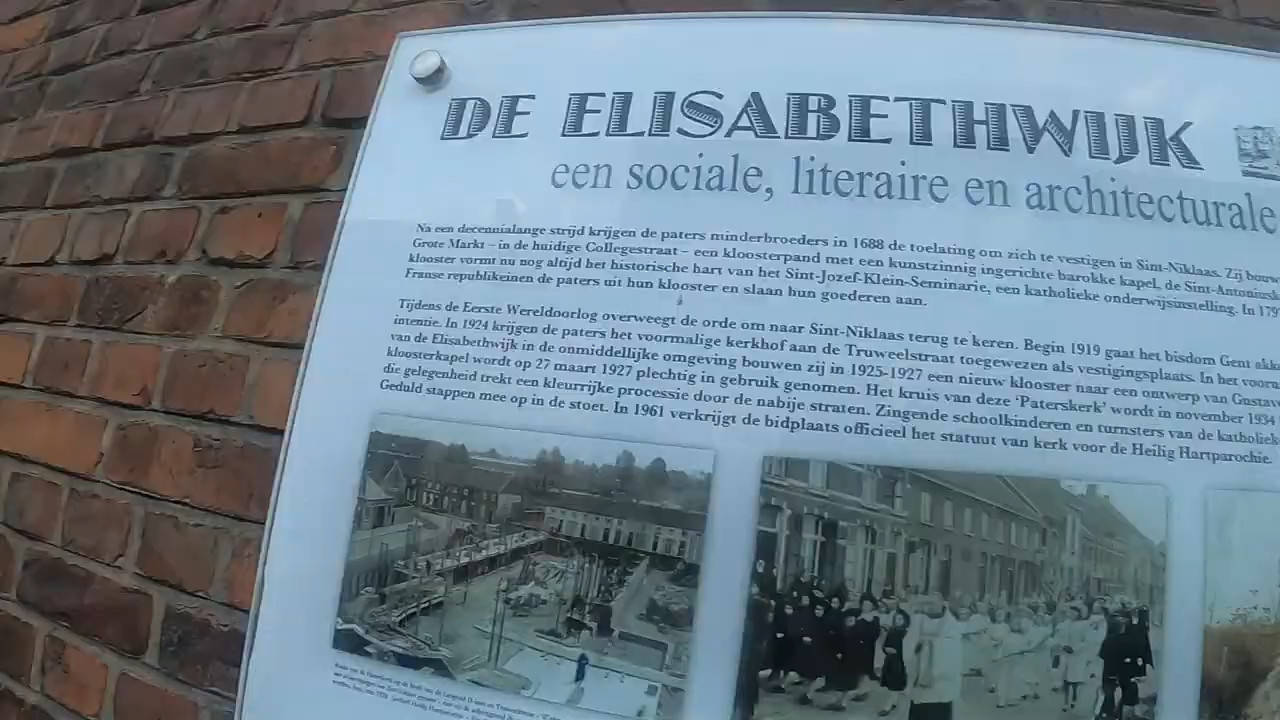 DE ELISABETHWIJK
een sociale, literaire en architecturale
Na een decennialange strijd krijgen de paters minderbroeders in 1688 de toelating om zich te vestigen in Sint-Niklaas. Zij bouw
Grote Markt – in de huidige Collegestraat – een kloosterpand met een kunstzinnig ingerichte barokke kapel, de Sint-Antonius
klooster vormt nu nog altijd het historische hart van het Sint-Jozef-Klein-Seminarie, een katholieke onderwijsinstelling. In 179
Franse republikeinen de paters uit hun klooster en slaan hun goederen aan.
Tijdens de Eerste Wereldoorlog overweegt de orde om naar Sint-Niklaas terug te keren. Begin 1919 gaat het bisdom Gent akk
intentie. In 1924 krijgen de paters het voormalige kerkhof aan de Truweelstraat toegewezen als vestigingsplaats. In het vooru
van de Elisabethwijk in de onmiddellijke omgeving bouwen zij in 1925-1927 een nieuw klooster naar een ontwerp van Gustav
kloosterkapel wordt op 27 maart 1927 plechtig in gebruik genomen. Het kruis van deze 'Paterskerk' wordt in november 1934
die gelegenheid trekt een kleurrijke processie door de nabije straten. Zingende schoolkinderen en turnsters van de katholiek
Geduld stappen mee op in de stoet. In 1961 verkrijgt de bidplaats officieel het statuut van kerk voor de Heilig Hartparochie.